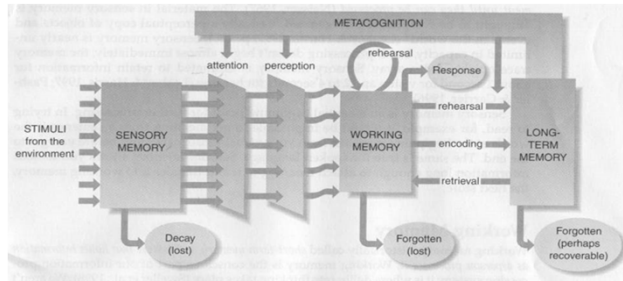 METACOGNITION
rehearsal
attention
perception
Response
STIMULI
from the
environment
SENSORY
MEMORY
WORKING
MEMORY
rehearsal
encoding
retrieval
LONG-
TERM
MEMORY
Decay
(lost)
Forgotten
(lost)
Forgotten
(perhaps
recoverable)